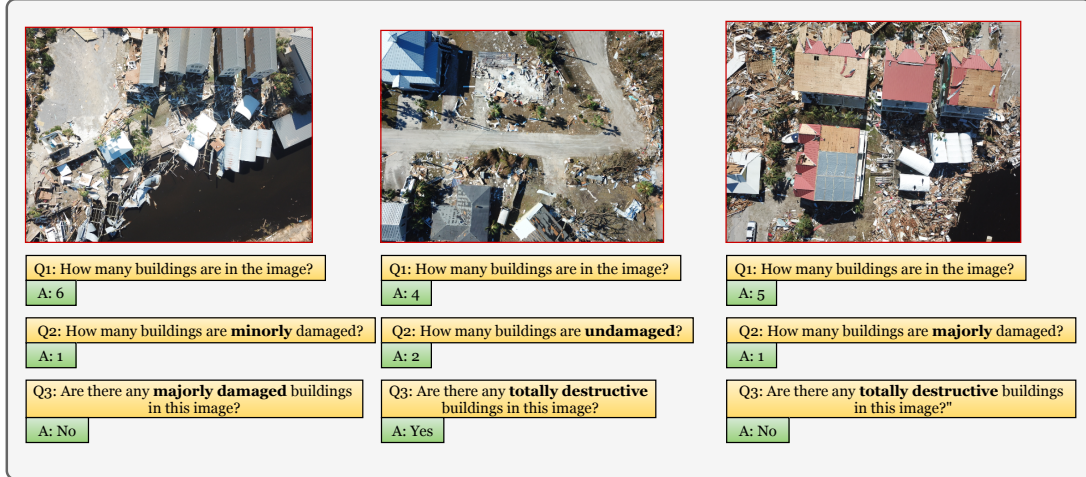 Q1: How many buildings are in the image?
A: 6
Q2: How many buildings are minorly damaged?
A: 1
Q3: Are there any majorly damaged buildings
in this image?
A: No
Q1: How many buildings are in the image?
A: 4
Q2: How many buildings are undamaged?
A: 2
Q3: Are there any totally destructive
buildings in this image?
A: Yes
Q1: How many buildings are in the image?
A: 5
Q2: How many buildings are majorly damaged?
A: 1
Q3: Are there any totally destructive buildings
in this image?"
A: No